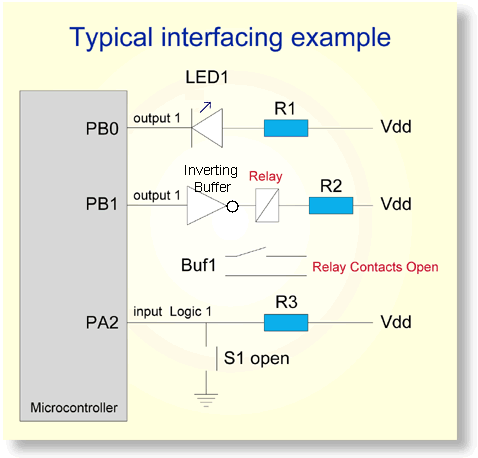 Typical interfacing example
LED1
R1
PB0
output 1
Vdd
Inverting
Buffer
Relay
R2
PB1
output 1
Vdd
Buf1
Relay Contacts Open
R3
PA2
input Logic 1
Vdd
S1 open
Microcontroller